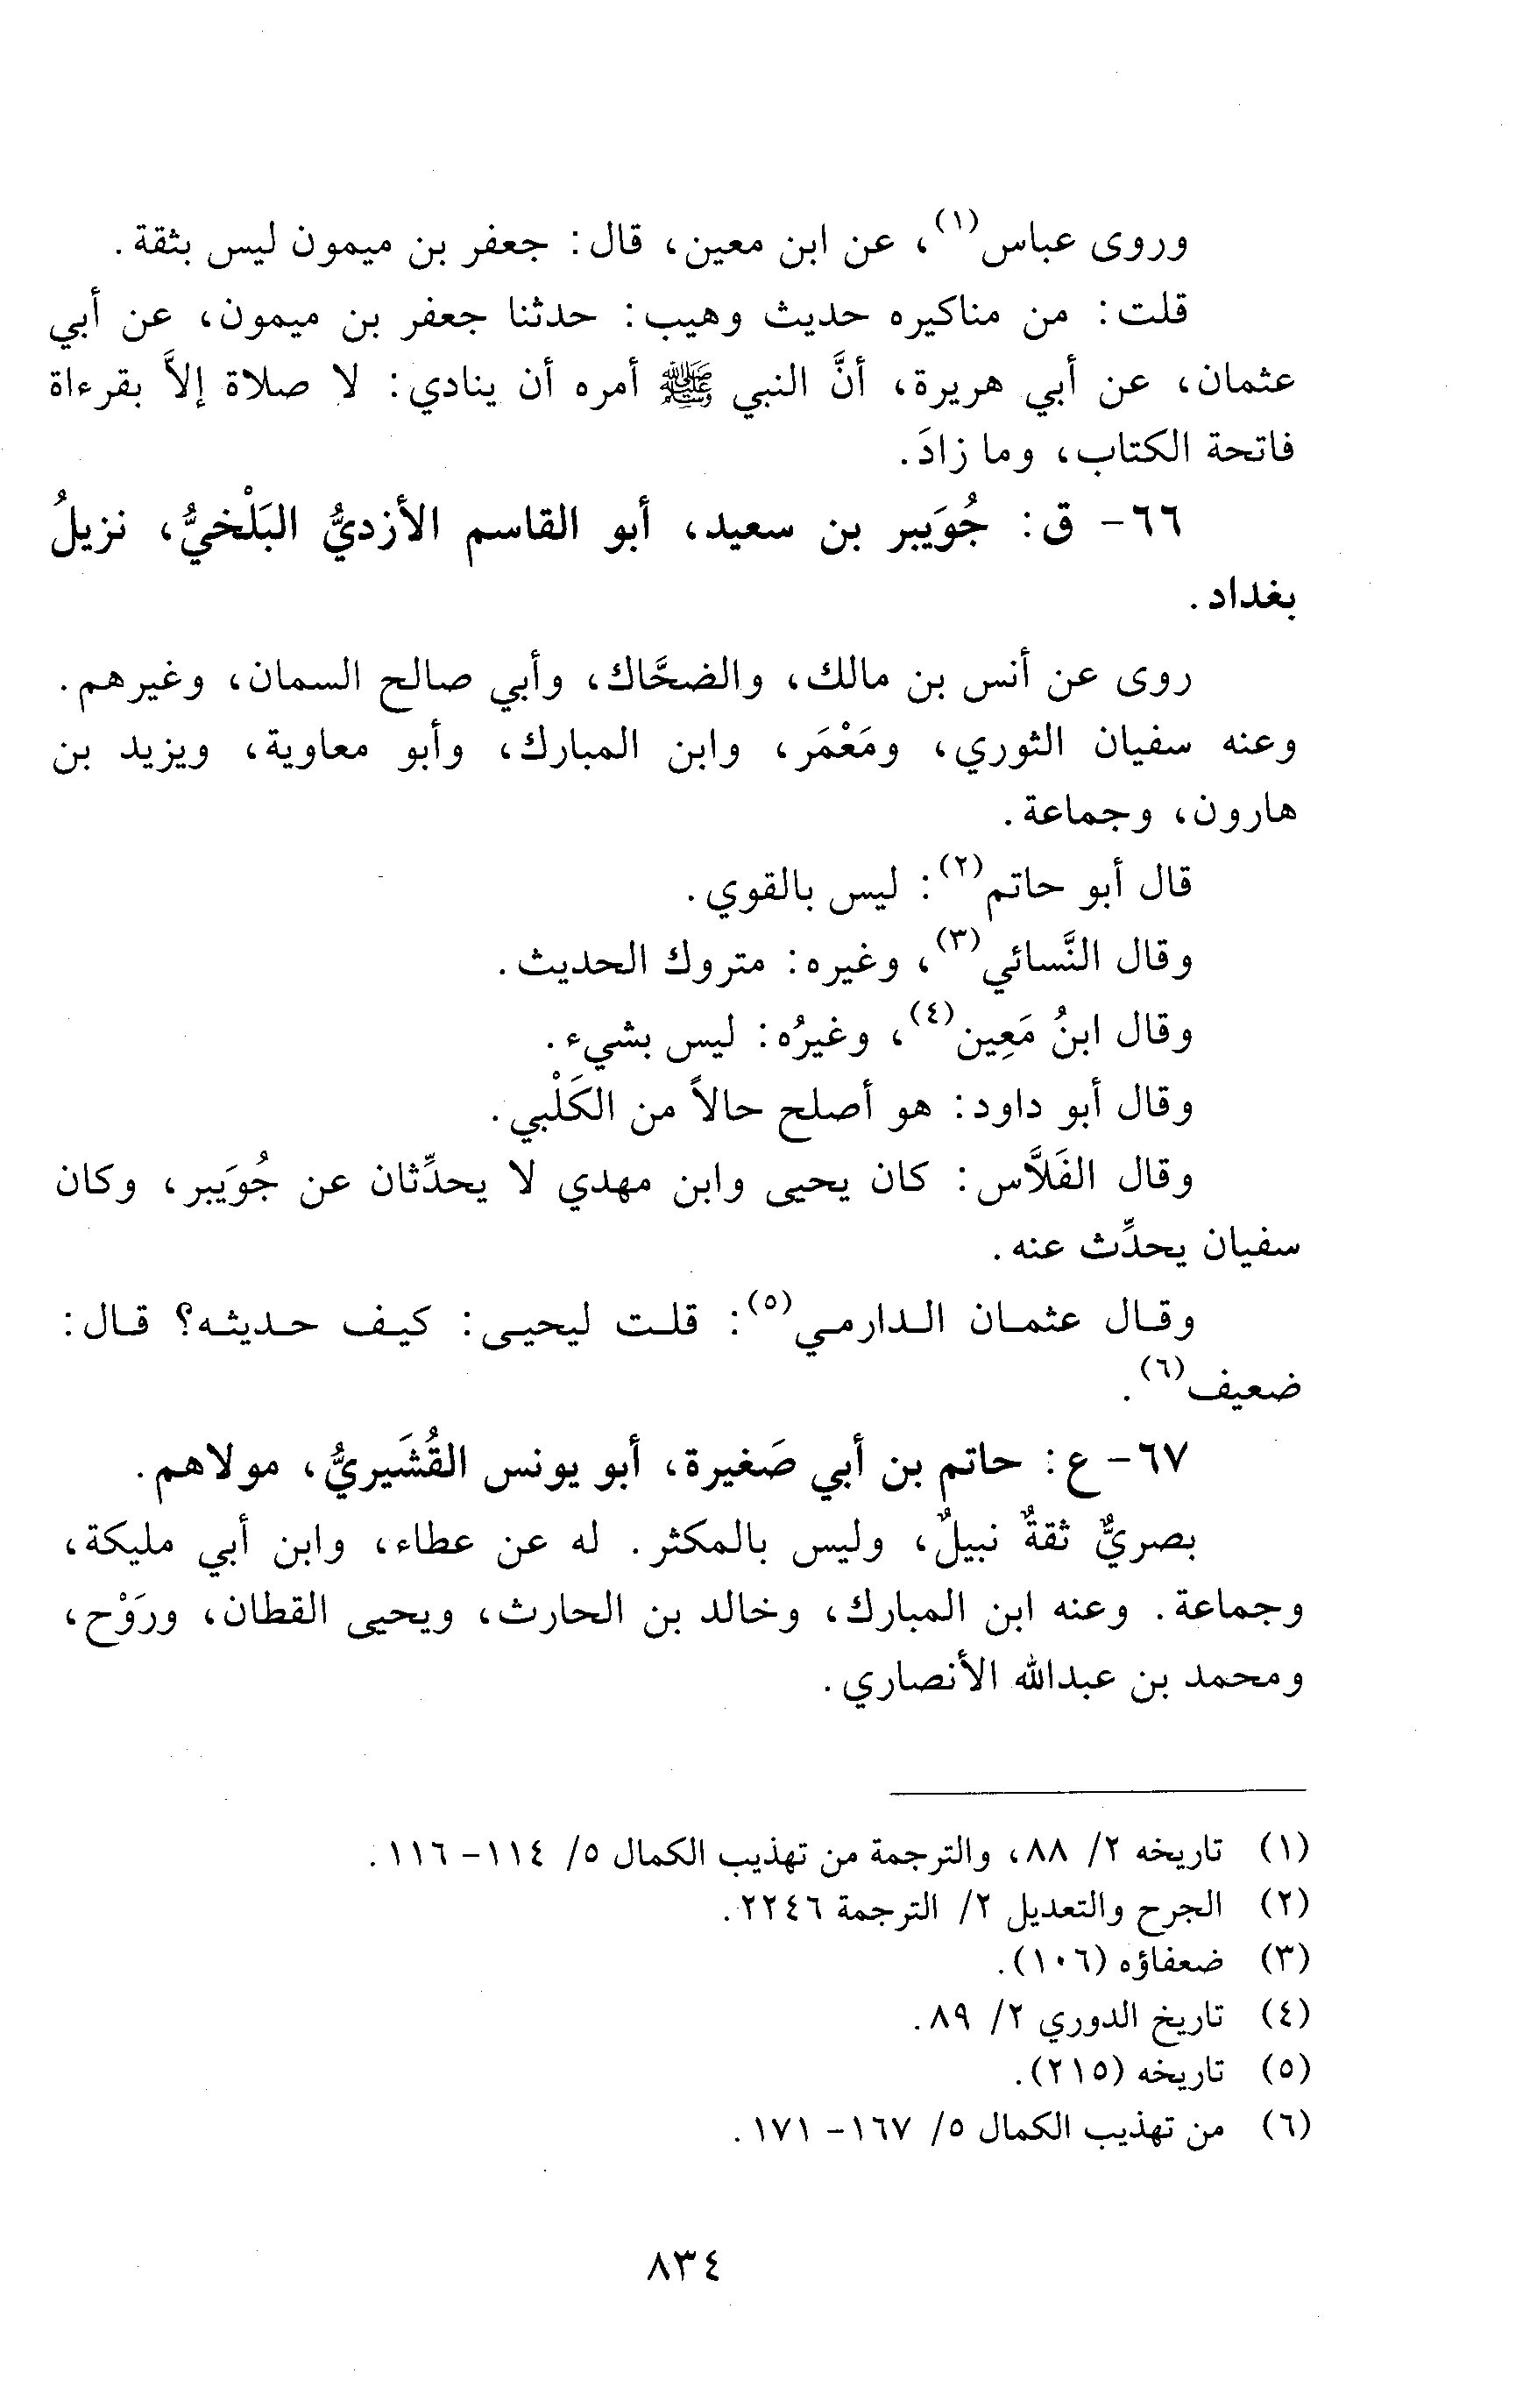 وروى عباس(١)، عن ابن معين، قال: جعفر بن ميمون ليس بثقة.
قلت: من مناكيره حديث وهيب: حدثنا جعفر بن ميمون، عن أبي
عثمان، عن أبي هريرة، أنَّ النبي ﷺ أمره أن ينادي: لا صلاة إلاَّ بقرءاة
فاتحة الكتاب، وما زادَ.
٦٦- ق: جُوَيبر بن سعيد، أبو القاسم الأزديُّ البَلْخيُّ، نزيلُ
بغداد.
روى عن أنس بن مالك، والضحَّاك، وأبي صالح السمان، وغيرهم.
وعنه سفيان الثوري، ومَعْمَر، وابن المبارك، وأبو معاوية، ويزيد بن
هارون، وجماعة.
قال أبو حاتم(٢): ليس بالقوي.
وقال النَّسائي(٣)، وغيره: متروك الحديث.
وقال ابنُ مَعِين(٤)، وغيرُه: ليس بشيء.
وقال أبو داود: هو أصلح حالاً من الكَلْبي.
وقال الفَلاَّس: كان يحيى وابن مهدي لا يحدِّثان عن جُوَيبر، وكان
سفيان يحدِّث عنه.
وقال عثمان الدارمي(٥): قلت ليحيى: كيف حديثه؟ قال:
ضعيف(٦).
٦٧- ع: حاتم بن أبي صَغيرة، أبو يونس القُشَيريُّ، مولاهم.
بصريٌّ ثقةٌ نبيلٌ، وليس بالمكثر. له عن عطاء، وابن أبي مليكة،
وجماعة. وعنه ابن المبارك، وخالد بن الحارث، ويحيى القطان، ورَوْح،
ومحمد بن عبدالله الأنصاري.
(١) تاريخه ٢/ ٨٨، والترجمة من تهذيب الكمال ٥/ ١١٤- ١١٦.
(٢) الجرح والتعديل ٢/ الترجمة ٢٢٤٦.
(٣) ضعفاؤه (١٠٦).
(٤) تاريخ الدوري ٢/ ٨٩.
(٥) تاريخه (٢١٥).
(٦) من تهذيب الكمال ٥/ ١٦٧- ١٧١.
٨٣٤